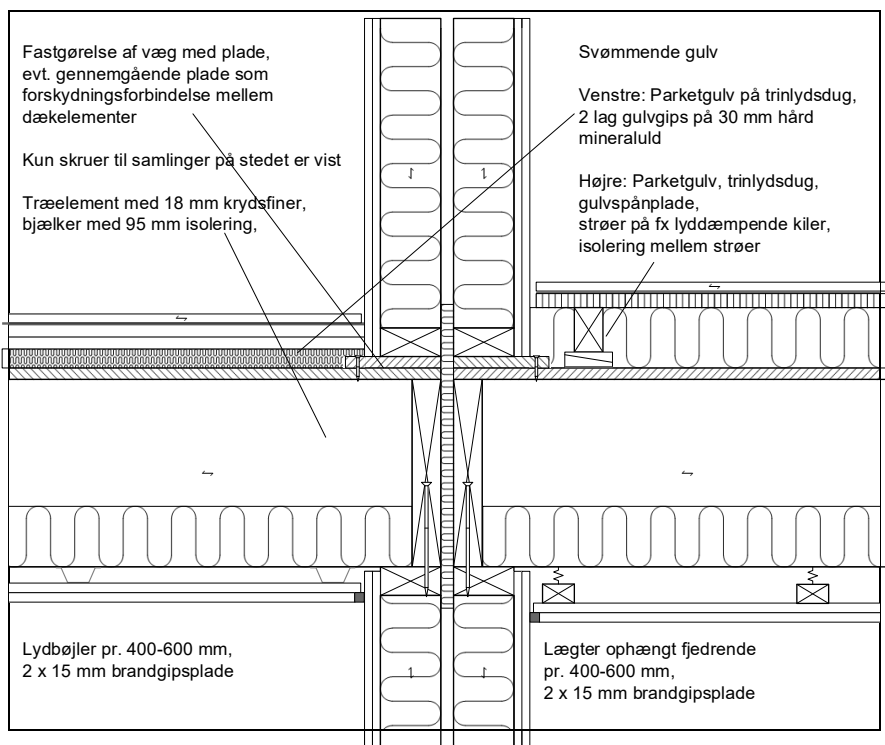 Fastgørelse af væg med plade,
evt. gennemgående plade som
forskydningsforbindelse mellem
dækelementer
Kun skruer til samlinger på stedet er vist
Træelement med 18 mm krydsfiner,
bjælker med 95 mm isolering,
Svømmende gulv
Venstre: Parketgulv på trinlydsdug,
2 lag gulvgips på 30 mm hård
mineraluld
Højre: Parketgulv, trinlydsdug,
gulvspånplade,
strøer på fx lyddæmpende kiler,
isolering mellem strøer
Lydbøjler pr. 400-600 mm,
2 x 15 mm brandgipsplade
Lægter ophængt fjedrende
pr. 400-600 mm,
2 x 15 mm brandgipsplade